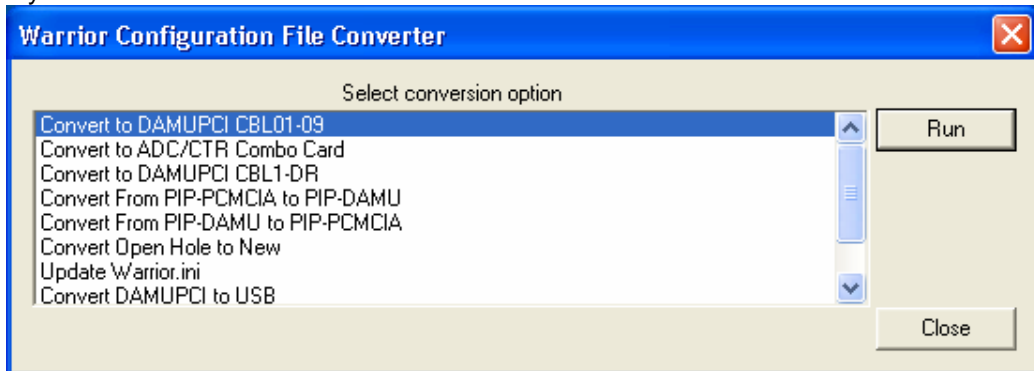 Warrior Configuration File Converter
Select conversion option
Convert to DAMUPCI CBL01-09
Run
Convert to ADC/CTR Combo Card
Convert to DAMUPCI CBL1-DR
Convert From PIP-PCMCIA to PIP-DAMU
Convert From PIP-DAMU to PIP-PCMCIA
Convert Open Hole to New
Update Warrior.ini
Convert DAMUPCI to USB
Close